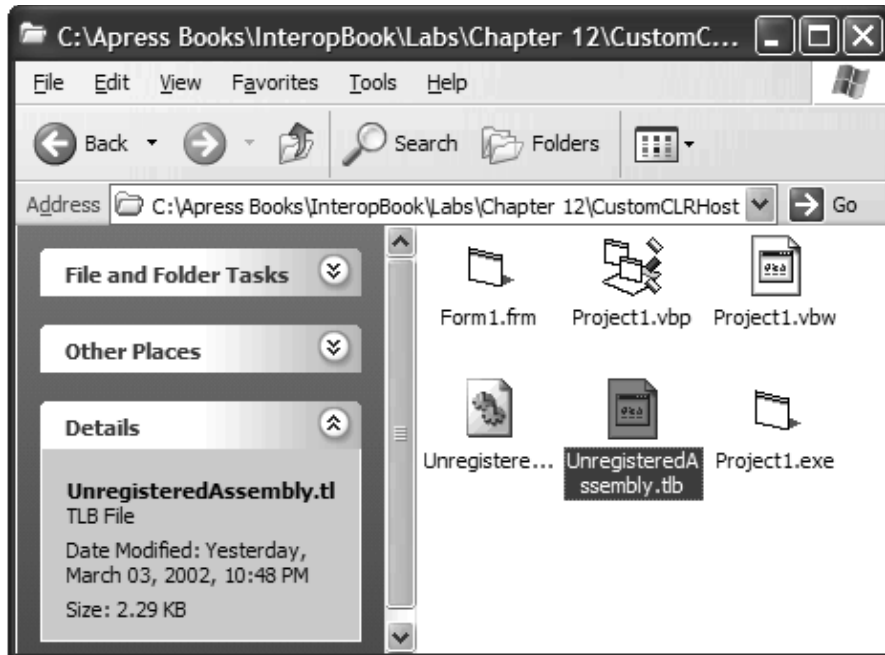 C:\Apress Books\InteropBook\Labs\Chapter 12\CustomC...
File Edit View Favorites Tools Help
Back Search Folders
Address C:\Apress Books\InteropBook\Labs\Chapter 12\CustomCLRHost Go
File and Folder Tasks
Other Places
Details
UnregisteredAssembly.tl
TLB File
Date Modified: Yesterday,
March 03, 2002, 10:48 PM
Size: 2.29 KB
Form1.frm Project1.vbp Project1.vbw
Unregistere... UnregisteredA
ssembly.tlb
Project1.exe